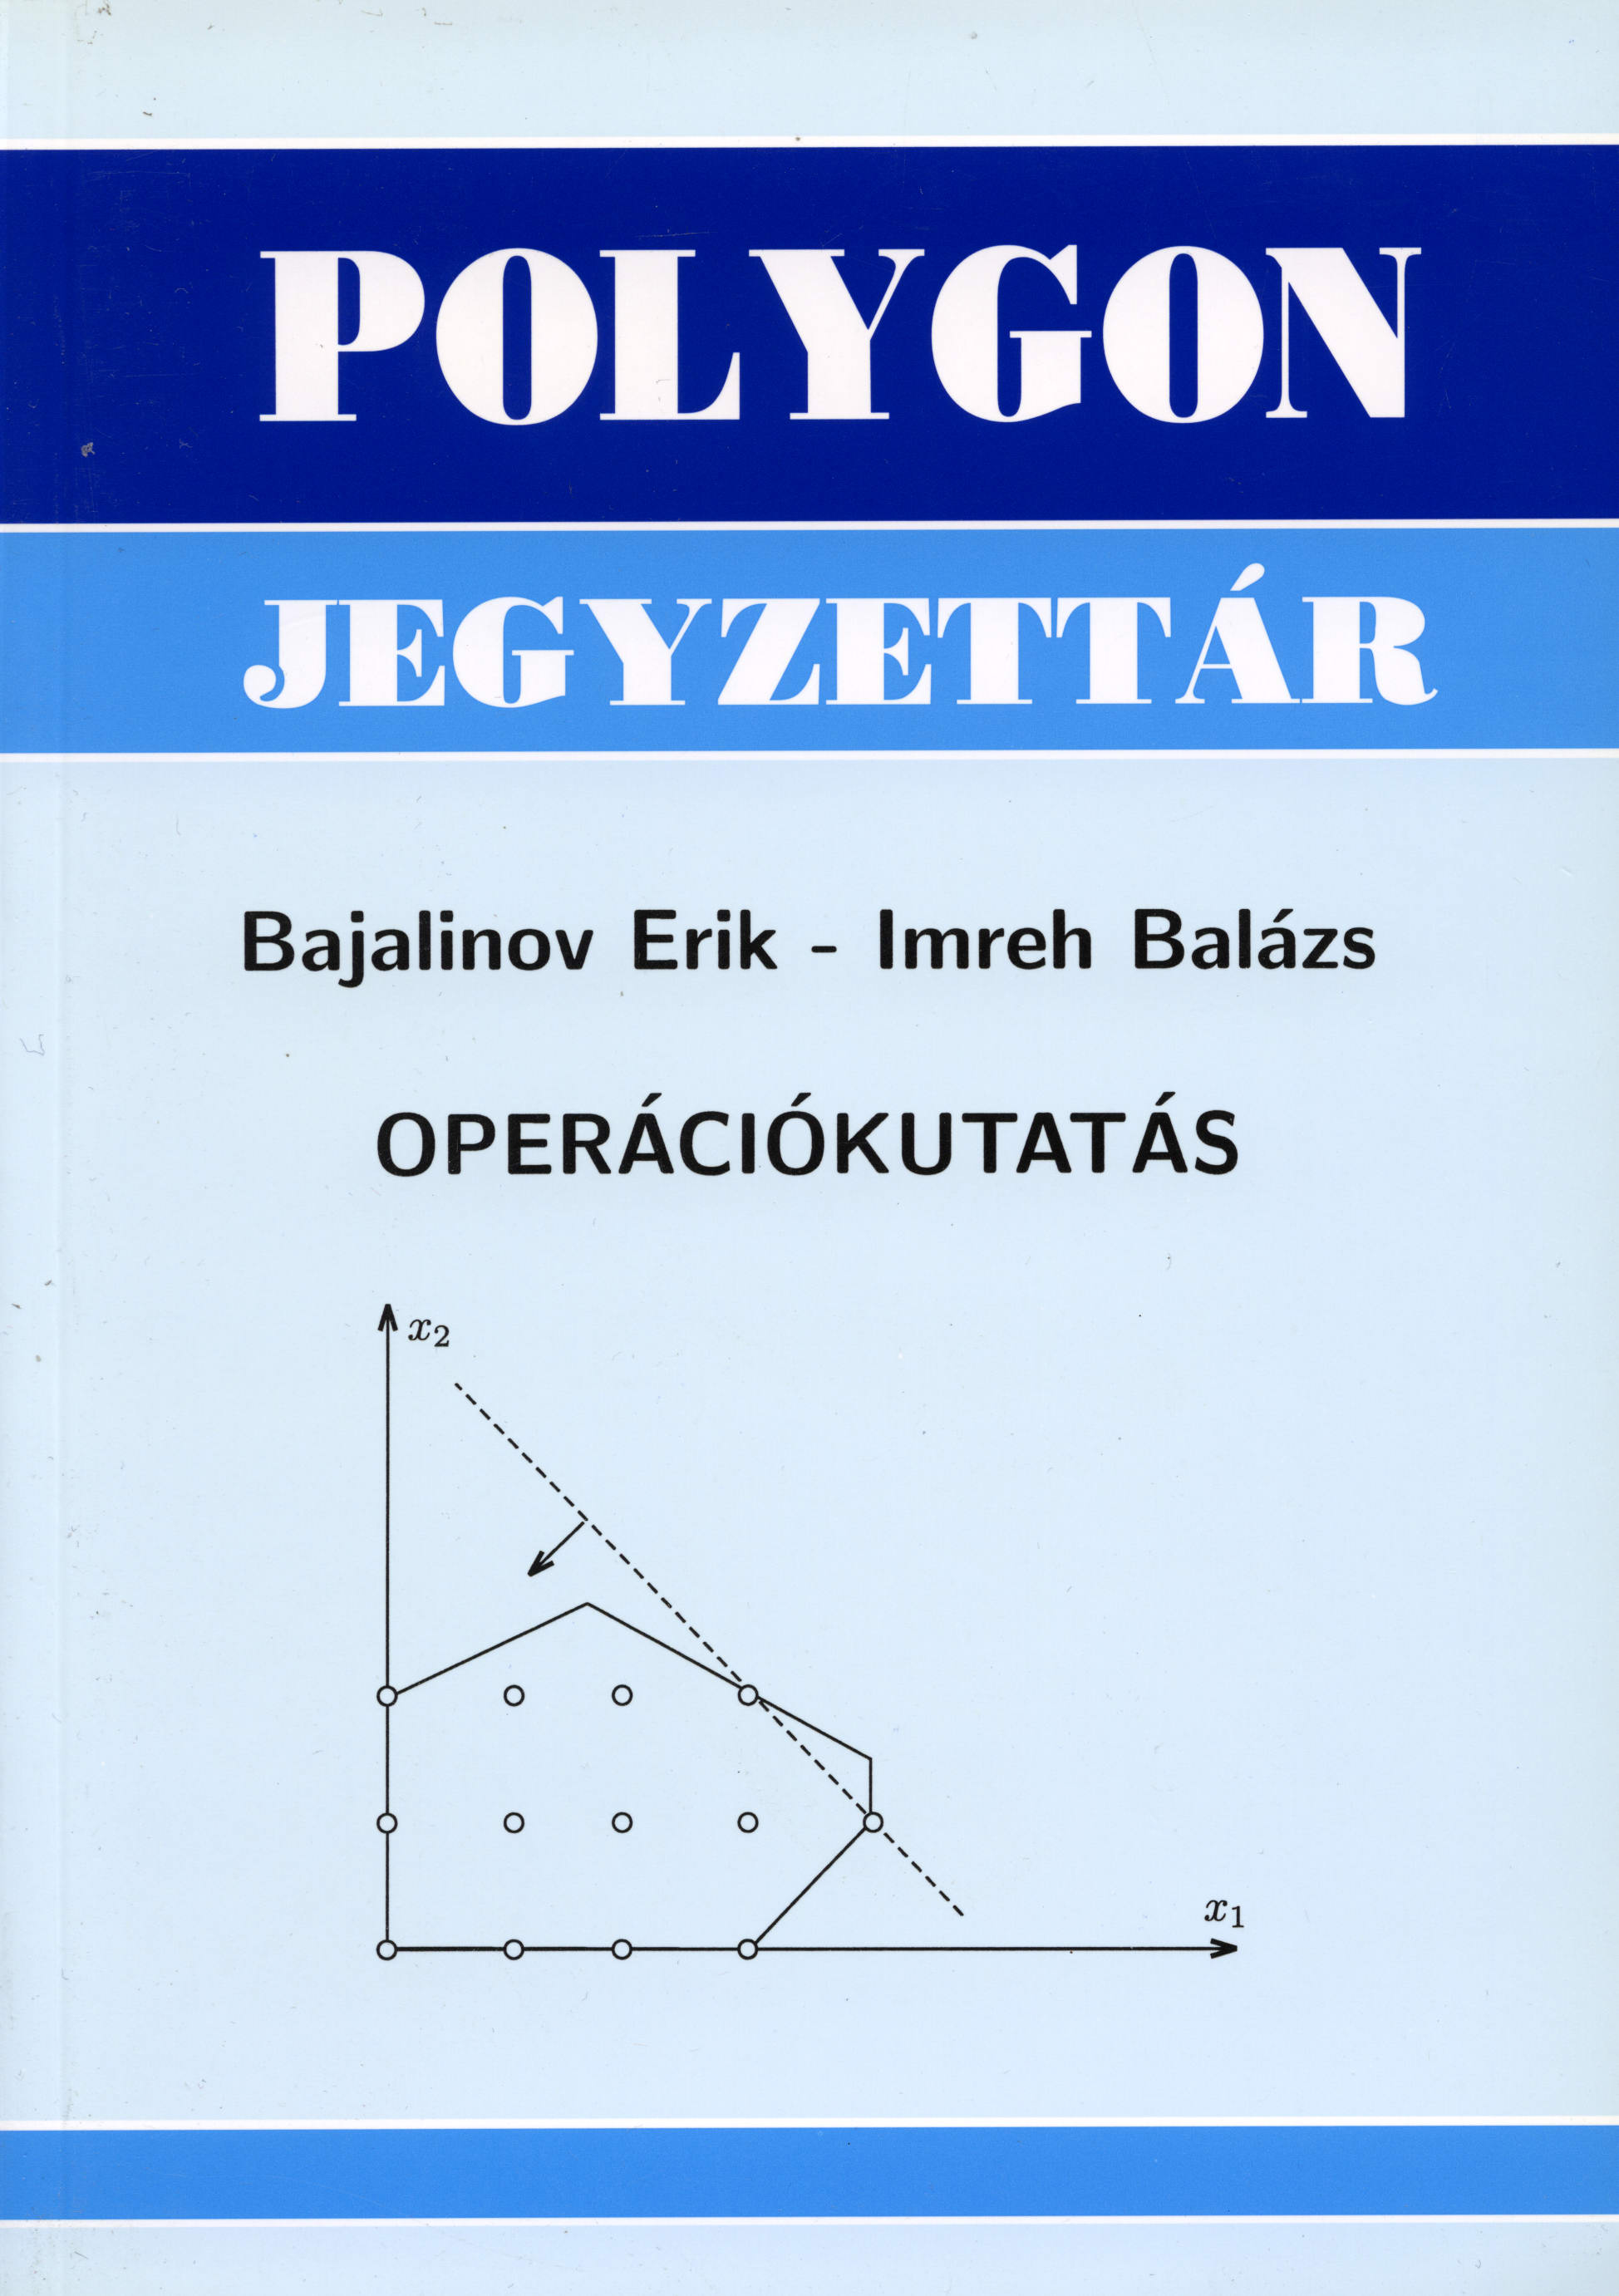 POLYGON
JEGYZETTÁR
Bajalinov Erik - Imreh Balázs
OPERÁCIÓKUTATÁS
x₂
x₁